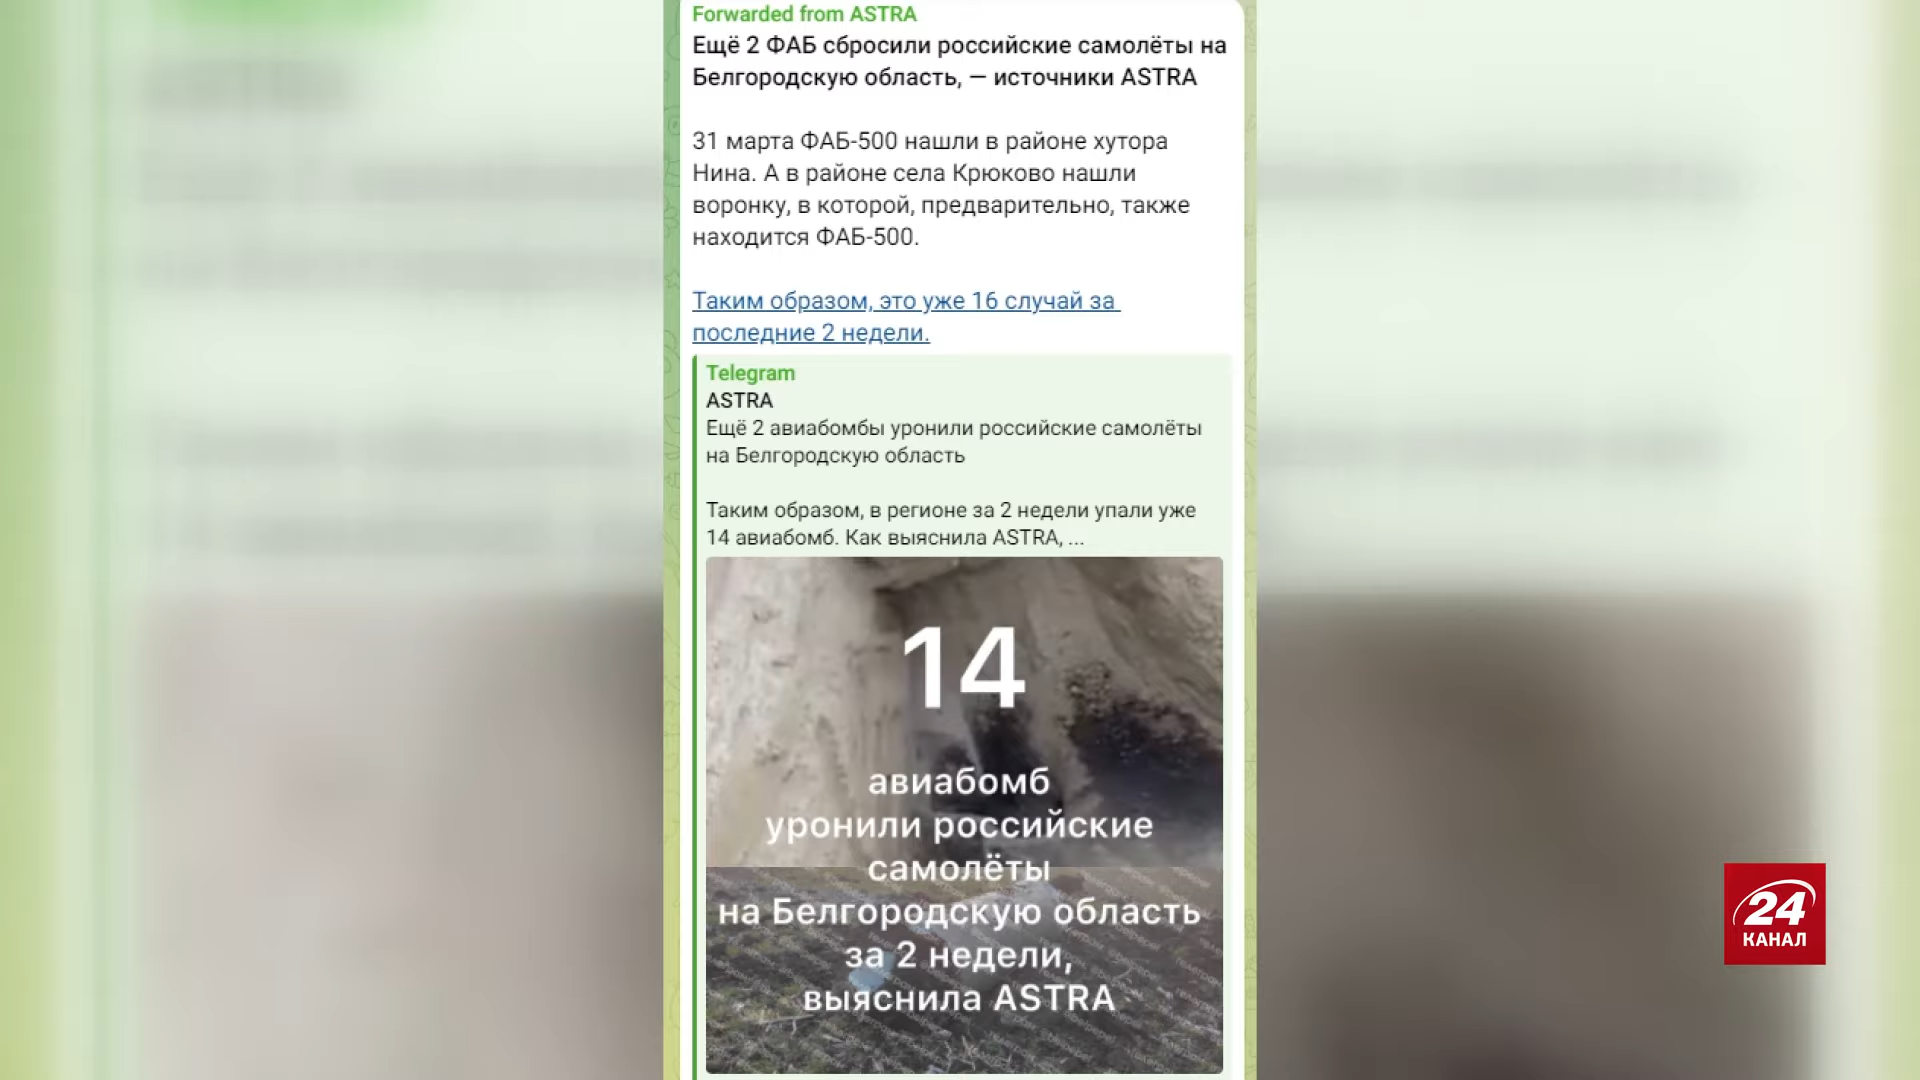 Forwarded from ASTRA
Ещё 2 ФАБ сбросили российские самолёты на
Белгородскую область, — источники ASTRA
31 марта ФАБ-500 нашли в районе хутора
Нина. А в районе села Крюково нашли
воронку, в которой, предварительно, также
находится ФАБ-500.
Таким образом, это уже 16 случай за
последние 2 недели.
Telegram
ASTRA
Ещё 2 авиабомбы уронили российские самолёты
на Белгородскую область
Таким образом, в регионе за 2 недели упали уже
14 авиабомб. Как выяснила ASTRA, ...
14
авиабомб
уронили российские
самолёты
на Белгородскую область
за 2 недели,
выяснила ASTRA
24
КАНАЛ